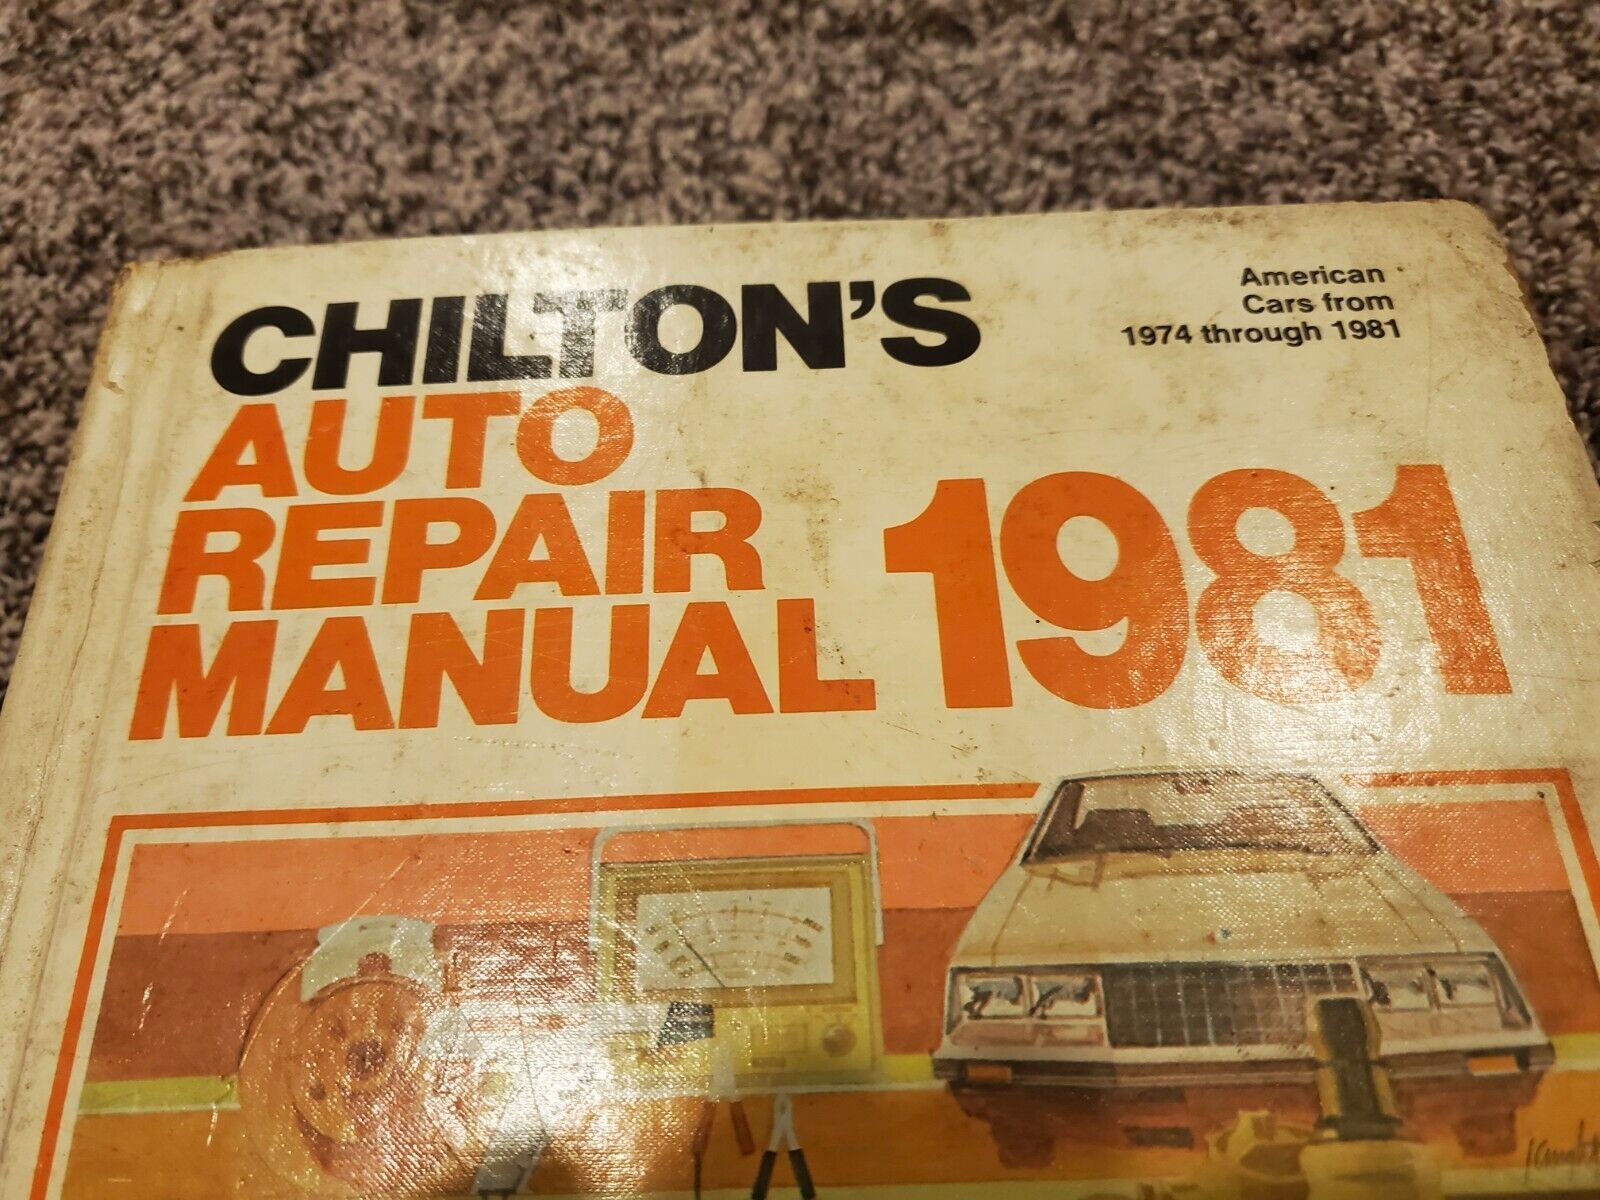 CHILTON'S
AUTO
REPAIR
MANUAL 1981
American
Cars from
1974 through 1981